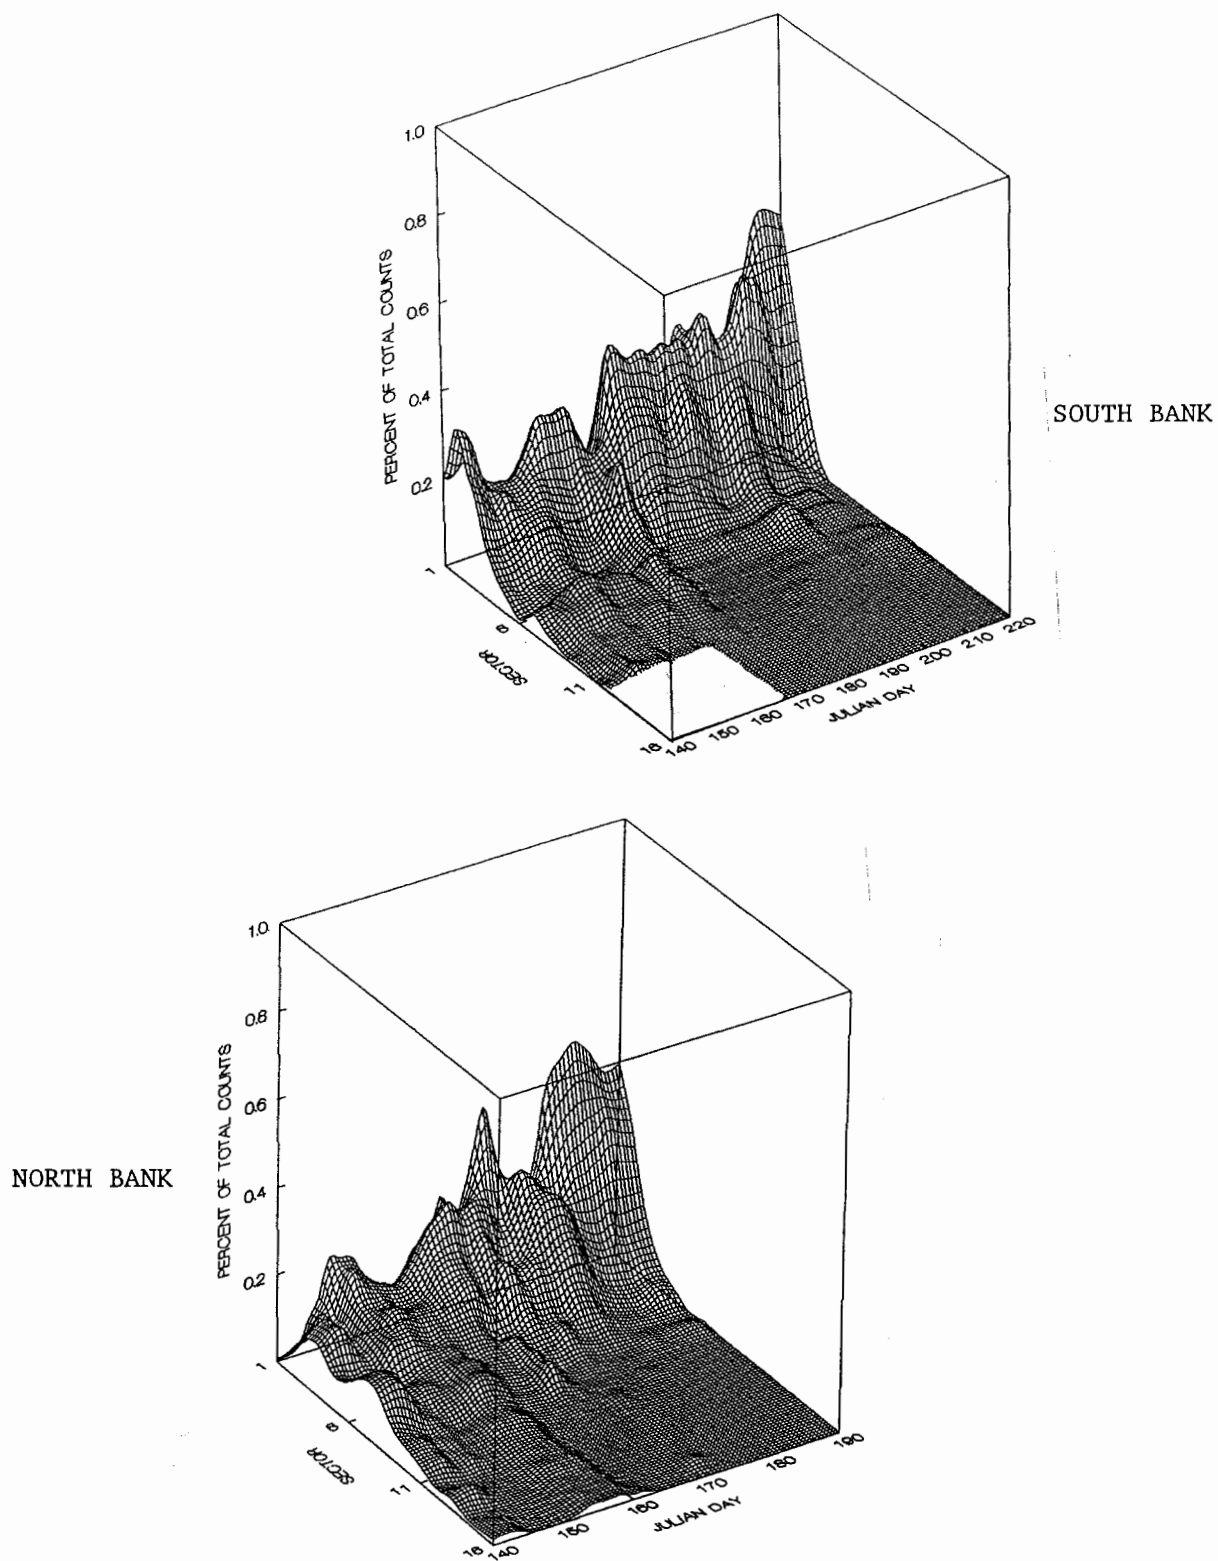 1.0
0.8
0.6
0.4
0.2
PERCENT OF TOTAL COUNTS
SOUTH BANK
1
6
11
16
SECTOR
140 150 160 170 180 190 200 210 220
JULIAN DAY
1.0
0.8
0.6
0.4
0.2
PERCENT OF TOTAL COUNTS
NORTH BANK
1
6
11
16
SECTOR
140 150 160 170 180 190
JULIAN DAY